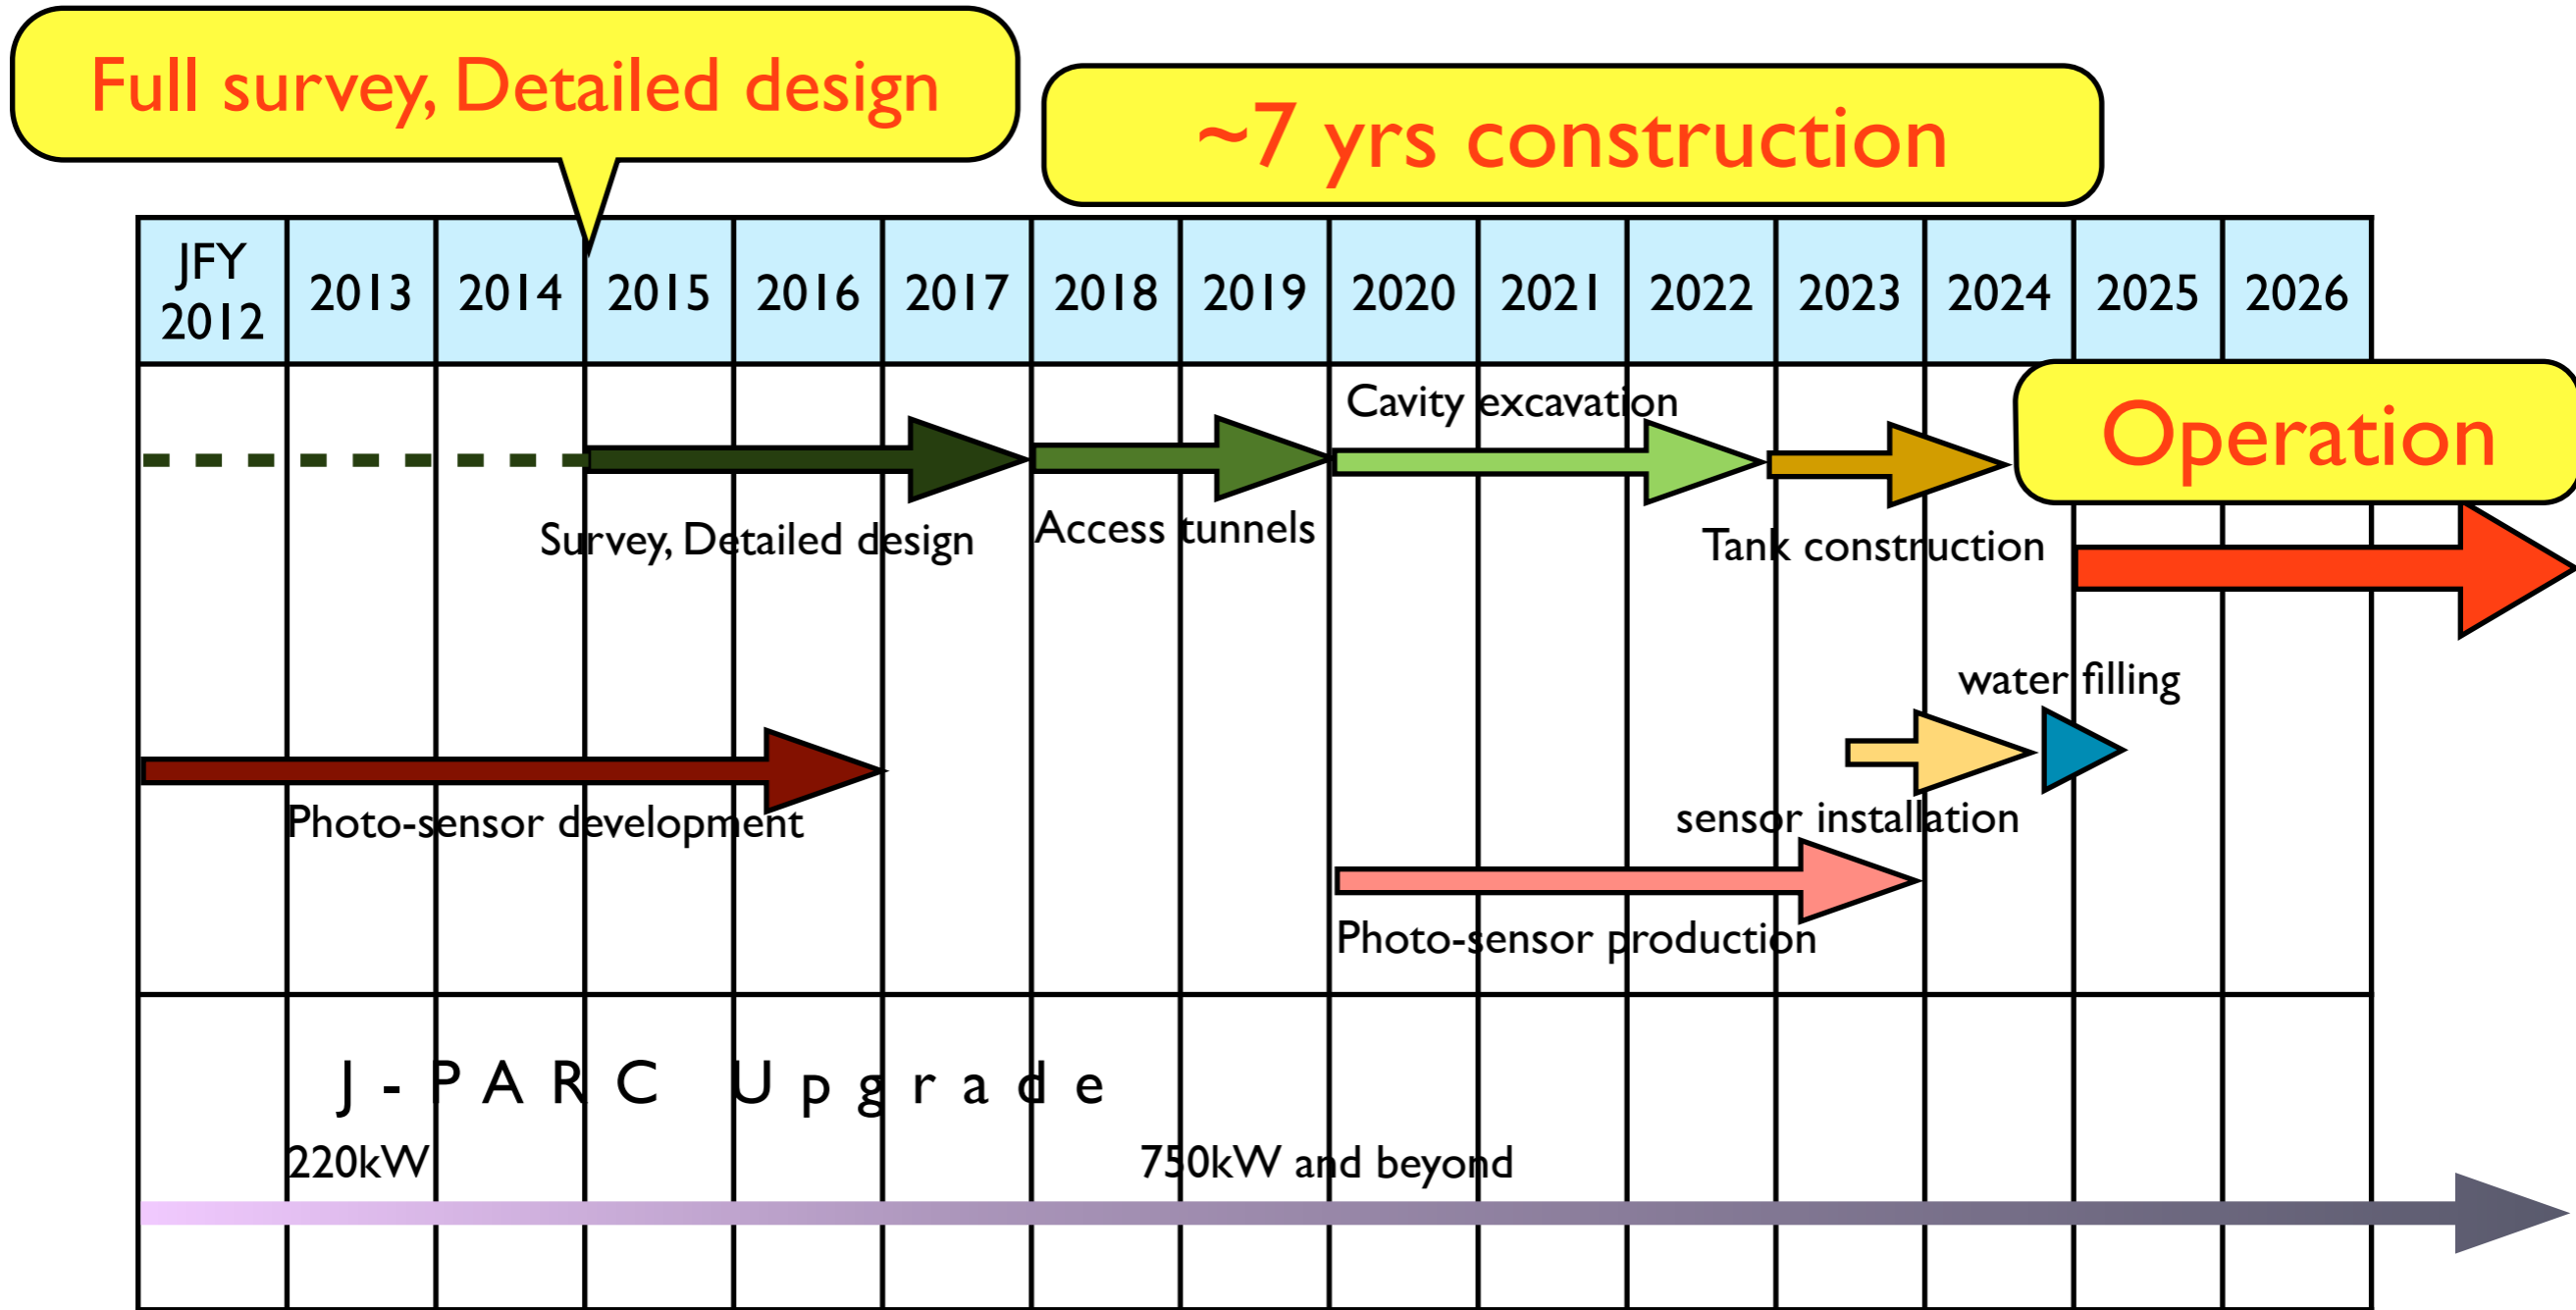 Full survey, Detailed design
~7 yrs construction
JFY
2012
2013
2014
2015
2016
2017
2018
2019
2020
2021
2022
2023
2024
2025
2026
Cavity excavation
Operation
Survey, Detailed design
Access tunnels
Tank construction
water filling
Photo-sensor development
sensor installation
Photo-sensor production
J-PARC Upgrade
220kW
750kW and beyond